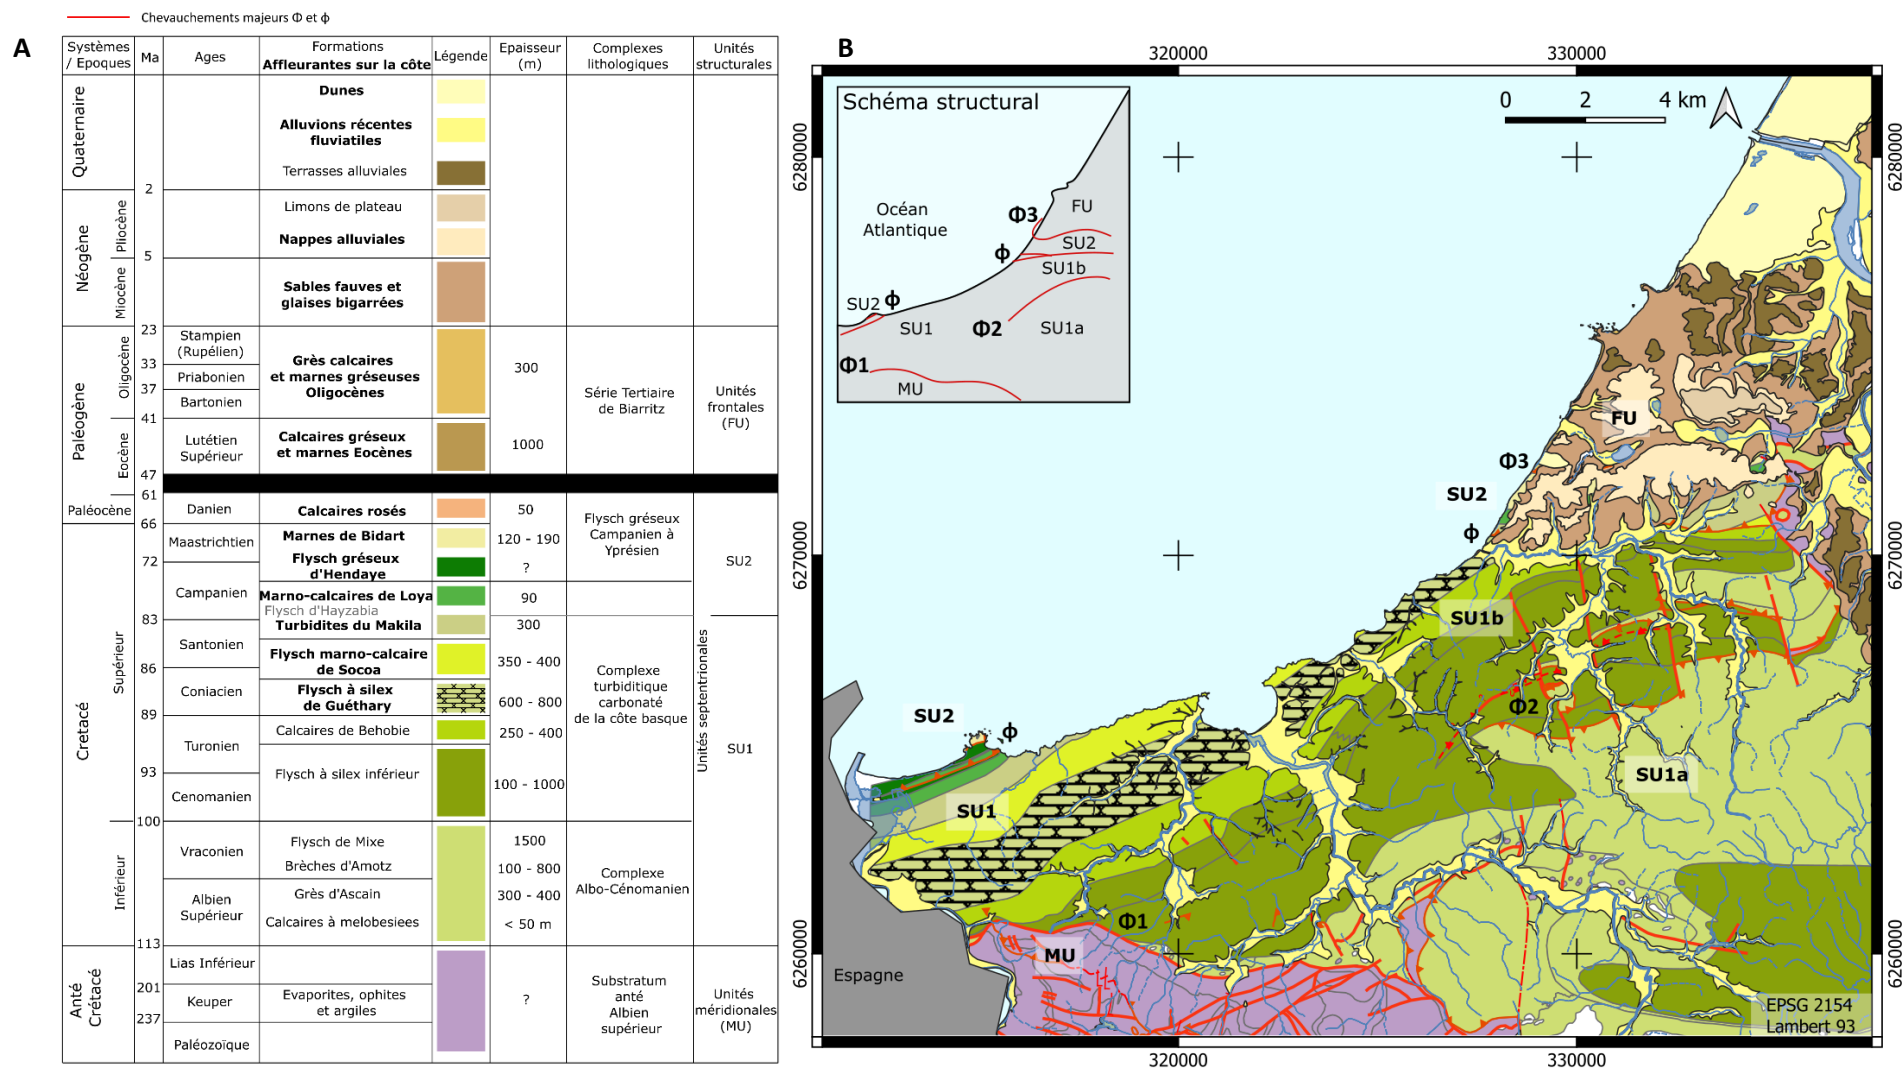 Chevauchements majeurs Φ et ϕ
A
Systèmes
/ Epoques
Ma
Ages
Formations
Affleurantes sur la côte
Légende
Epaisseur
(m)
Complexes
lithologiques
Unités
structurales
Quaternaire
Dunes
Alluvions récentes
fluviatiles
Terrasses alluviales
2
Néogène
Pliocène
Limons de plateau
Nappes alluviales
5
Miocène
Sables fauves et
glaises bigarrées
23
Paléogène
Oligocène
Stampien
(Rupélien)
33
Priabonien
37
Bartonien
41
Grès calcaires
et marnes gréseuses
Oligocènes
300
Série Tertiaire
de Biarritz
Unités
frontales
(FU)
Eocène
Lutétien
Supérieur
Calcaires gréseux
et marnes Eocènes
1000
47
61
Paléocène
Danien
Calcaires rosés
50
Flysch gréseux
Campanien à
Yprésien
66
Cretacé
Supérieur
Maastrichtien
Marnes de Bidart
120 - 190
72
Flysch gréseux
d'Hendaye
?
SU2
Campanien
Marno-calcaires de Loya
90
Flysch d'Hayzabia
83
Turbidites du Makila
300
Santonien
Flysch marno-calcaire
de Socoa
350 - 400
86
Coniacien
Flysch à silex
de Guéthary
600 - 800
Complexe
turbiditique
carbonaté
de la côte basque
Unités septentrionales
89
Turonien
Calcaires de Behobie
250 - 400
SU1
93
Flysch à silex inférieur
100 - 1000
Cenomanien
100
Inférieur
Vraconien
Flysch de Mixe
1500
Brèches d'Amotz
100 - 800
Complexe
Albo-Cénomanien
Albien
Supérieur
Grès d'Ascain
300 - 400
Calcaires à melobesiees
< 50 m
113
Anté
Crétacé
Lias Inférieur
201
Keuper
Evaporites, ophites
et argiles
?
Substratum
anté
Albien
supérieur
Unités
méridionales
(MU)
237
Paléozoïque
B
320000
330000
Schéma structural
Océan
Atlantique
Φ3
FU
SU2
ϕ
SU1b
SU2
ϕ
SU1
Φ2
SU1a
Φ1
MU
0
2
4 km
6280000
6280000
FU
Φ3
SU2
ϕ
6270000
6270000
SU1b
SU2
ϕ
Φ2
SU1a
SU1
Φ1
MU
6260000
6260000
Espagne
EPSG 2154
Lambert 93
320000
330000